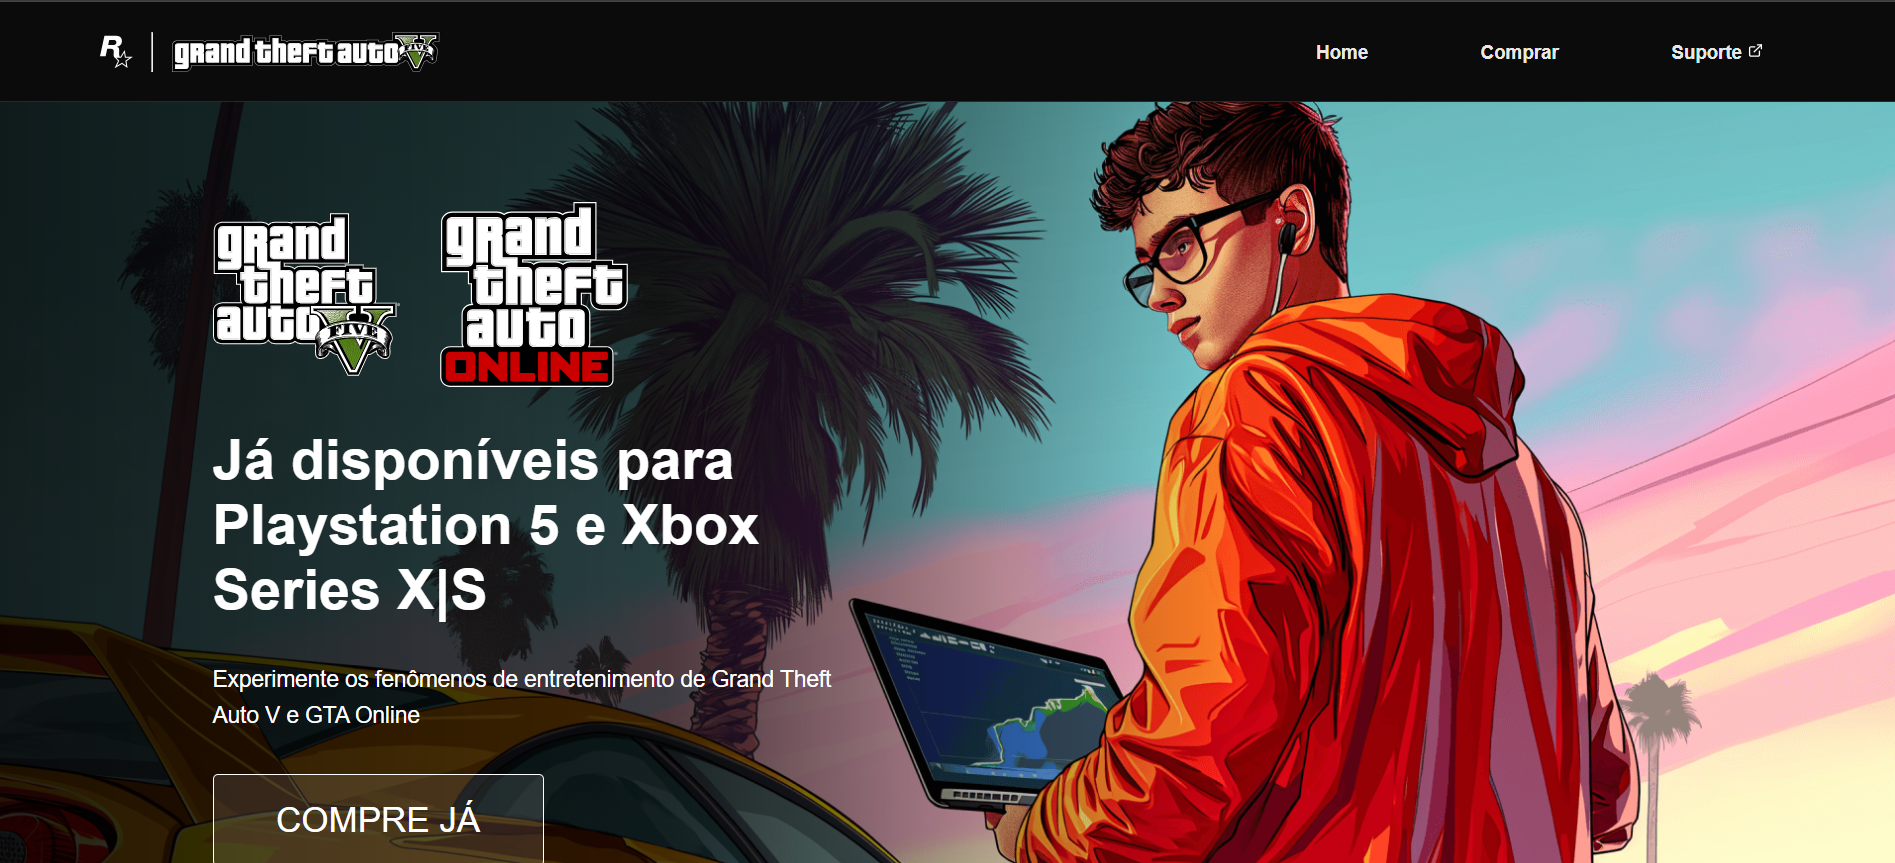 R
grand theft auto V
FIVE
Home
Comprar
Suporte
grand
theft
auto V
FIVE
grand
theft
auto
ONLINE
Já disponíveis para
Playstation 5 e Xbox
Series X|S
Experimente os fenômenos de entretenimento de Grand Theft
Auto V e GTA Online
COMPRE JÁ